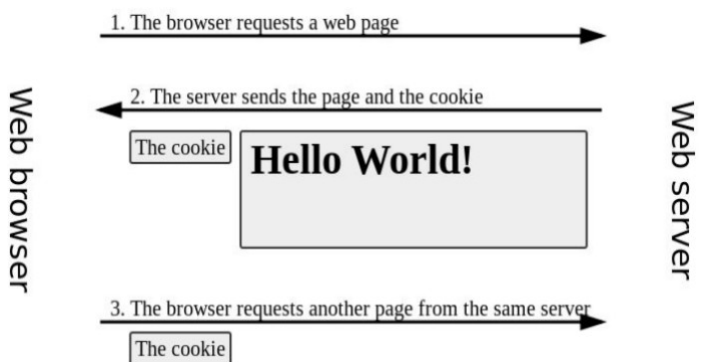 1. The browser requests a web page
2. The server sends the page and the cookie
The cookie
Hello World!
Web browser
Web server
3. The browser requests another page from the same server
The cookie